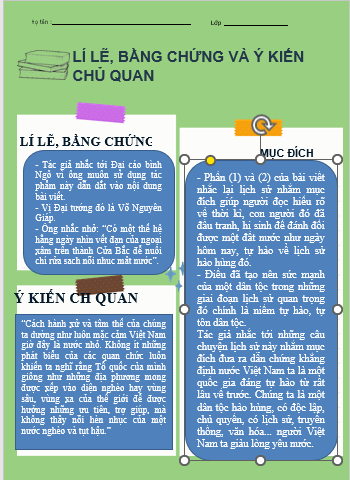 Họ tên :
Lớp
LÍ LẼ, BẰNG CHỨNG VÀ Ý KIẾN
CHỦ QUAN
LÍ LẼ, BẰNG CHỨNG
- Tác giả nhắc tới Đại cáo bình
Ngô vì ông muốn sử dụng tác
phẩm này dẫn dắt vào nội dung
bài viết.
- Vị Đại tướng đó là Võ Nguyên
Giáp.
- Ông nhắc nhở: “Có một thế hệ
hằng ngày nhìn vết đạn của ngoại
xâm trên thành Cửa Bắc để nuôi
chí rửa sạch nỗi nhục mất nước”.
Ý KIẾN CH QUAN
“Cách hành xử và tâm thế của chúng
ta dường như luôn mặc cảm Việt Nam
giờ đây là nước nhỏ. Không ít những
phát biểu của các quan chức luôn
khiến ta nghĩ rằng Tổ quốc của mình
giống như những địa phương mong
được xếp vào diện nghèo hay vùng
sâu, vùng xa của thế giới để được
hưởng những ưu tiên, trợ giúp, mà
không thấy nỗi hèn nhục của một
nước nghèo và tụt hậu.”
MỤC ĐÍCH
- Phần (1) và (2) của bài viết
nhắc lại lịch sử nhằm mục
đích giúp người đọc hiểu rõ
về thời kì, con người đó đã
đấu tranh, hi sinh để đánh đổi
được một đất nước như ngày
hôm nay, tự hào về lịch sử
hào hùng đó.
- Điều đã tạo nên sức mạnh
của một dân tộc trong những
giai đoạn lịch sử quan trọng
đó chính là niềm tự hào, tự
tôn dân tộc.
Tác giả nhắc tới những câu
chuyện lịch sử này nhằm mục
đích đưa ra dẫn chứng khẳng
định nước Việt Nam ta là một
quốc gia đáng tự hào từ rất
lâu về trước. Chúng ta là một
dân tộc hào hùng, có độc lập,
chủ quyền, có lịch sử, truyền
thống, văn hóa... người Việt
Nam ta giàu lòng yêu nước.